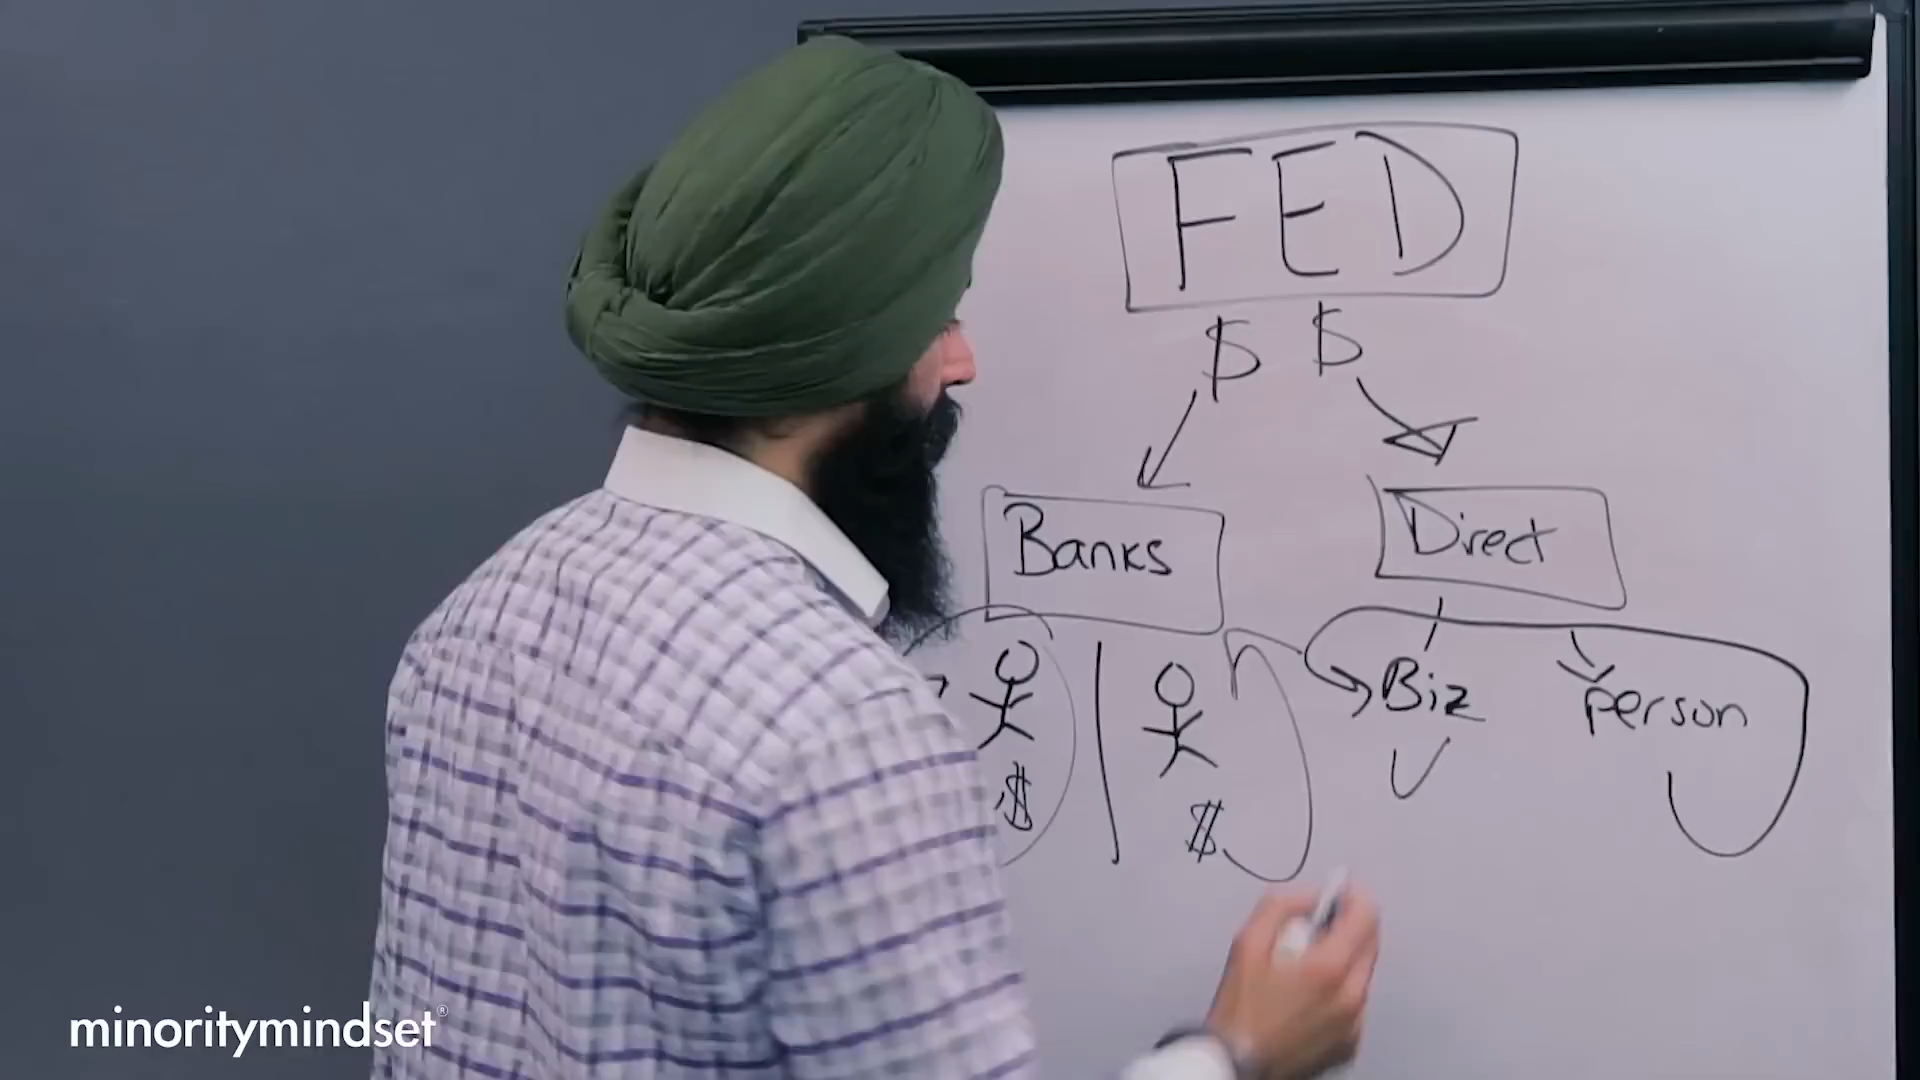 FED
$ $
Banks Direct
Biz person
$ $
minoritymindset®